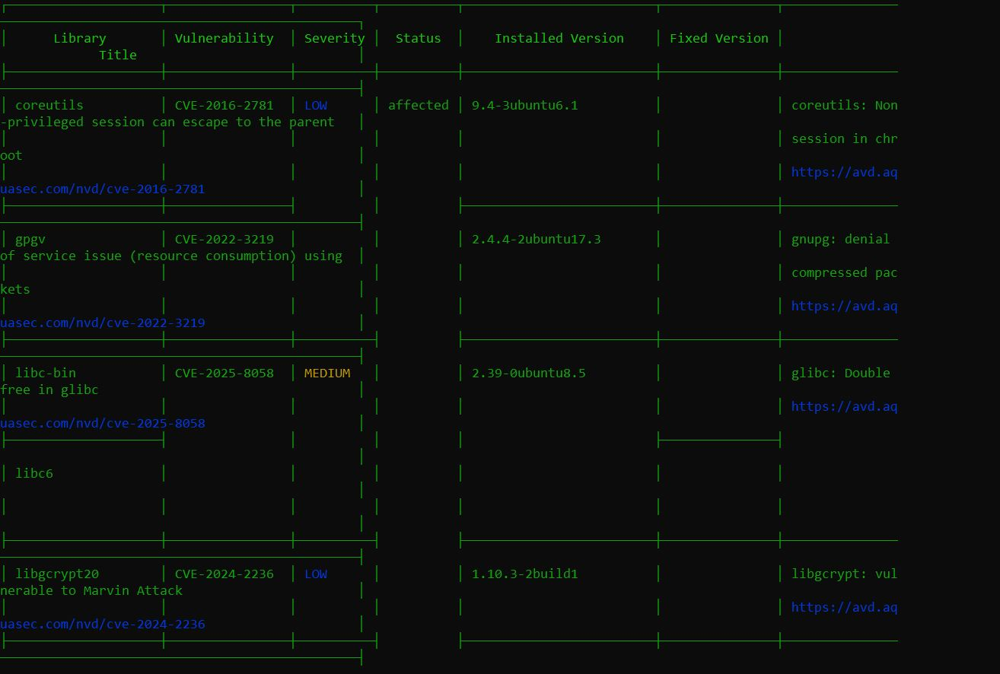 Library Vulnerability Severity Status Installed Version Fixed Version
Title
coreutils CVE-2016-2781 LOW affected 9.4-3ubuntu6.1 coreutils: Non
-privileged session can escape to the parent
session in chr
oot
https://avd.aq
uasec.com/nvd/cve-2016-2781
gpgv CVE-2022-3219 2.4.4-2ubuntu17.3 gnupg: denial
of service issue (resource consumption) using
compressed pac
kets
https://avd.aq
uasec.com/nvd/cve-2022-3219
libc-bin CVE-2025-8058 MEDIUM 2.39-0ubuntu8.5 glibc: Double
free in glibc
https://avd.aq
uasec.com/nvd/cve-2025-8058
libc6
libgcrypt20 CVE-2024-2236 LOW 1.10.3-2build1 libgcrypt: vul
nerable to Marvin Attack
https://avd.aq
uasec.com/nvd/cve-2024-2236